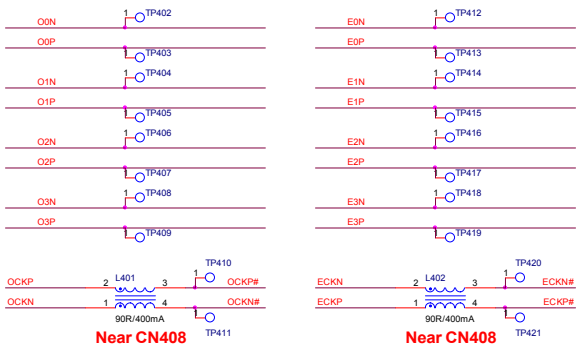 O0N 1 TP402
O0P 1 TP403
O1N 1 TP404
O1P 1 TP405
O2N 1 TP406
O2P 1 TP407
O3N 1 TP408
O3P 1 TP409
TP410
1
OCKP 2 L401 3 OCKP#
OCKN 1 4 OCKN#
90R/400mA 1 TP411
Near CN408
E0N 1 TP412
E0P 1 TP413
E1N 1 TP414
E1P 1 TP415
E2N 1 TP416
E2P 1 TP417
E3N 1 TP418
E3P 1 TP419
TP420
1
ECKN 2 L402 3 ECKN#
ECKP 1 4 ECKP#
90R/400mA 1 TP421
Near CN408